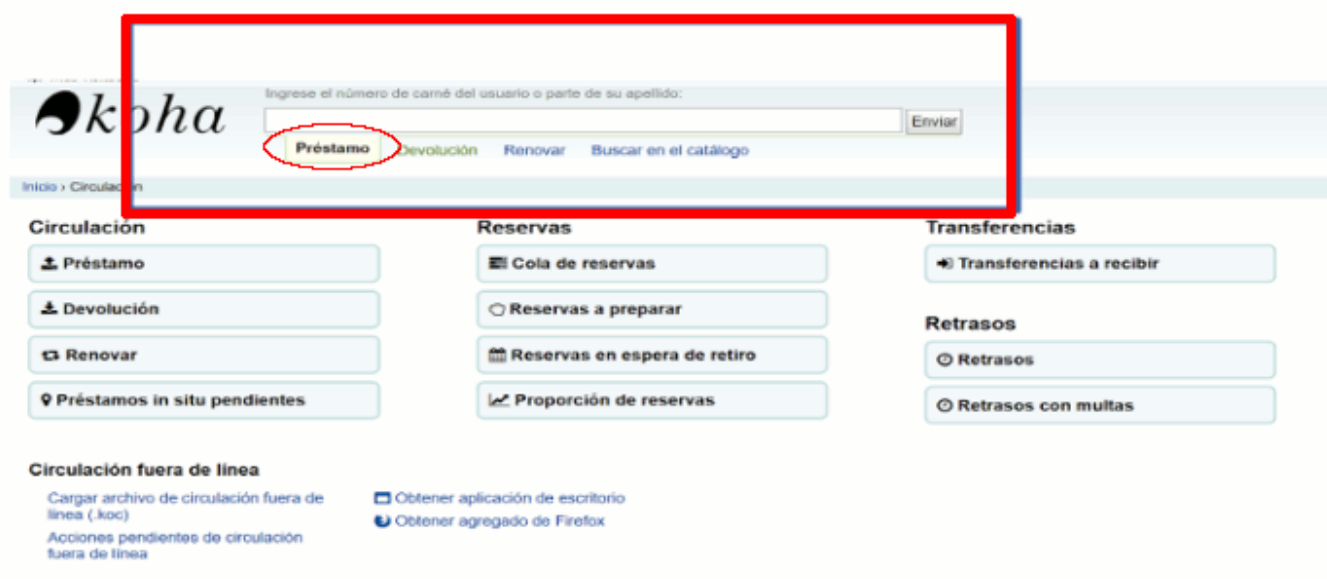 koha
Ingrese el número de carné del usuario o parte de su apellido:
Enviar
Préstamo Devolución Renovar Buscar en el catálogo
Inicio › Circulación
Circulación
Préstamo
Devolución
Renovar
Préstamos in situ pendientes
Reservas
Cola de reservas
Reservas a preparar
Reservas en espera de retiro
Proporción de reservas
Transferencias
Transferencias a recibir
Retrasos
Retrasos
Retrasos con multas
Circulación fuera de línea
Cargar archivo de circulación fuera de
línea (.koc)
Acciones pendientes de circulación
fuera de línea
Obtener aplicación de escritorio
Obtener agregado de Firefox